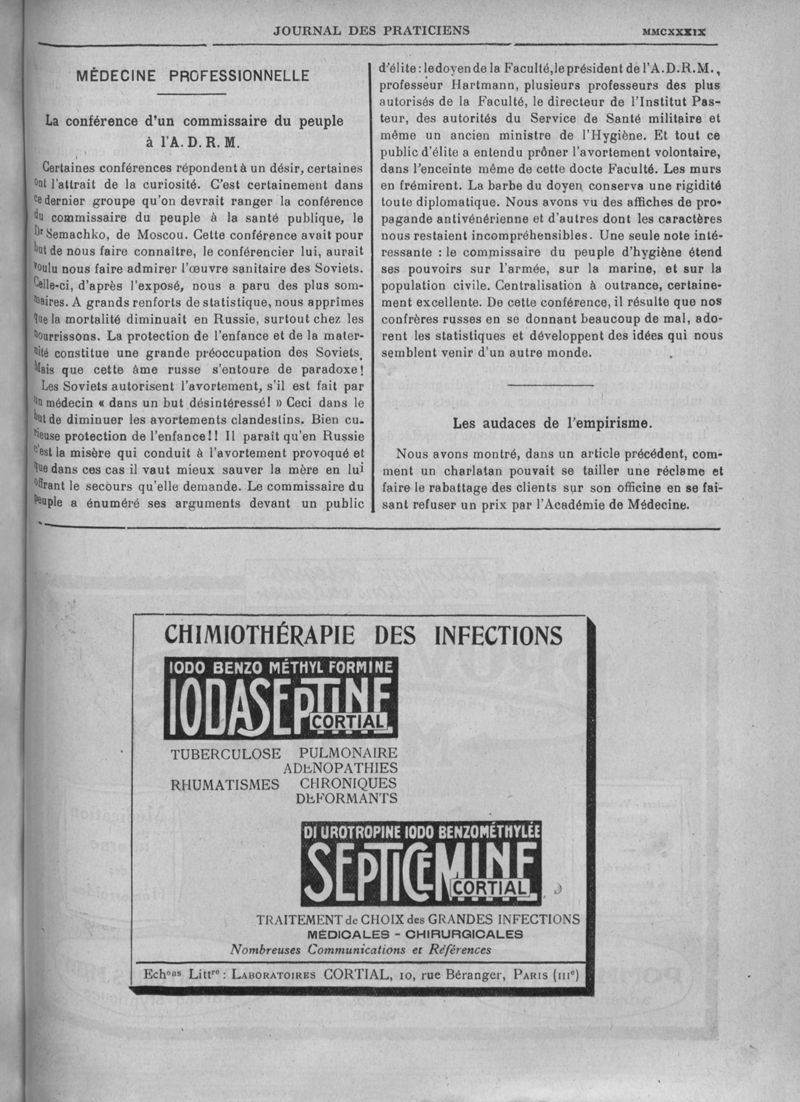 JOURNAL DES PRATICIENS
MMCXXXIX
MÉDECINE PROFESSIONNELLE
La conférence d'un commissaire du peuple
à l'A. D. R. M.
Certaines conférences répondent à un désir, certaines
ont l'attrait de la curiosité. C'est certainement dans
ce dernier groupe qu'on devrait ranger la conférence
du commissaire du peuple à la santé publique, le
Dr Semachko, de Moscou. Cette conférence avait pour
but de nous faire connaître, le conférencier lui, aurait
voulu nous faire admirer l'œuvre sanitaire des Soviets.
Celle-ci, d'après l'exposé, nous a paru des plus som-
maires. A grands renforts de statistique, nous apprîmes
que la mortalité diminuait en Russie, surtout chez les
nourrissons. La protection de l'enfance et de la mater-
nité constitue une grande préoccupation des Soviets.
Mais que cette âme russe s'entoure de paradoxe!
Les Soviets autorisent l'avortement, s'il est fait par
un médecin « dans un but désintéressé! » Ceci dans le
but de diminuer les avortements clandestins. Bien cu-
rieuse protection de l'enfance!! Il paraît qu'en Russie
c'est la misère qui conduit à l'avortement provoqué et
que dans ces cas il vaut mieux sauver la mère en lui
offrant le secours qu'elle demande. Le commissaire du
peuple a énuméré ses arguments devant un public
d'élite: le doyen de la Faculté, le président de l'A.D.R.M.,
professeur Hartmann, plusieurs professeurs des plus
autorisés de la Faculté, le directeur de l'Institut Pas-
teur, des autorités du Service de Santé militaire et
même un ancien ministre de l'Hygiène. Et tout ce
public d'élite a entendu prôner l'avortement volontaire,
dans l'enceinte même de cette docte Faculté. Les murs
en frémirent. La barbe du doyen conserva une rigidité
toute diplomatique. Nous avons vu des affiches de pro-
pagande antivénérienne et d'autres dont les caractères
nous restaient incompréhensibles. Une seule note inté-
ressante : le commissaire du peuple d'hygiène étend
ses pouvoirs sur l'armée, sur la marine, et sur la
population civile. Centralisation à outrance, certaine-
ment excellente. De cette conférence, il résulte que nos
confrères russes en se donnant beaucoup de mal, ado-
rent les statistiques et développent des idées qui nous
semblent venir d'un autre monde.
Les audaces de l'empirisme.
Nous avons montré, dans un article précédent, com-
ment un charlatan pouvait se tailler une réclame et
faire le rabattage des clients sur son officine en se fai-
sant refuser un prix par l'Académie de Médecine.
CHIMIOTHÉRAPIE DES INFECTIONS
IODO BENZO MÉTHYL FORMINE
IODASEPTINE
CORTIAL
TUBERCULOSE PULMONAIRE
ADÉNOPATHIES
RHUMATISMES CHRONIQUES
DÉFORMANTS
DI UROTROPINE IODO BENZOMÉTHYLÉE
SEPTICEMINE
CORTIAL
TRAITEMENT de CHOIX des GRANDES INFECTIONS
MÉDICALES - CHIRURGICALES
Nombreuses Communications et Références
Echons Littre : LABORATOIRES CORTIAL, 10, rue Béranger, PARIS (IIIe)